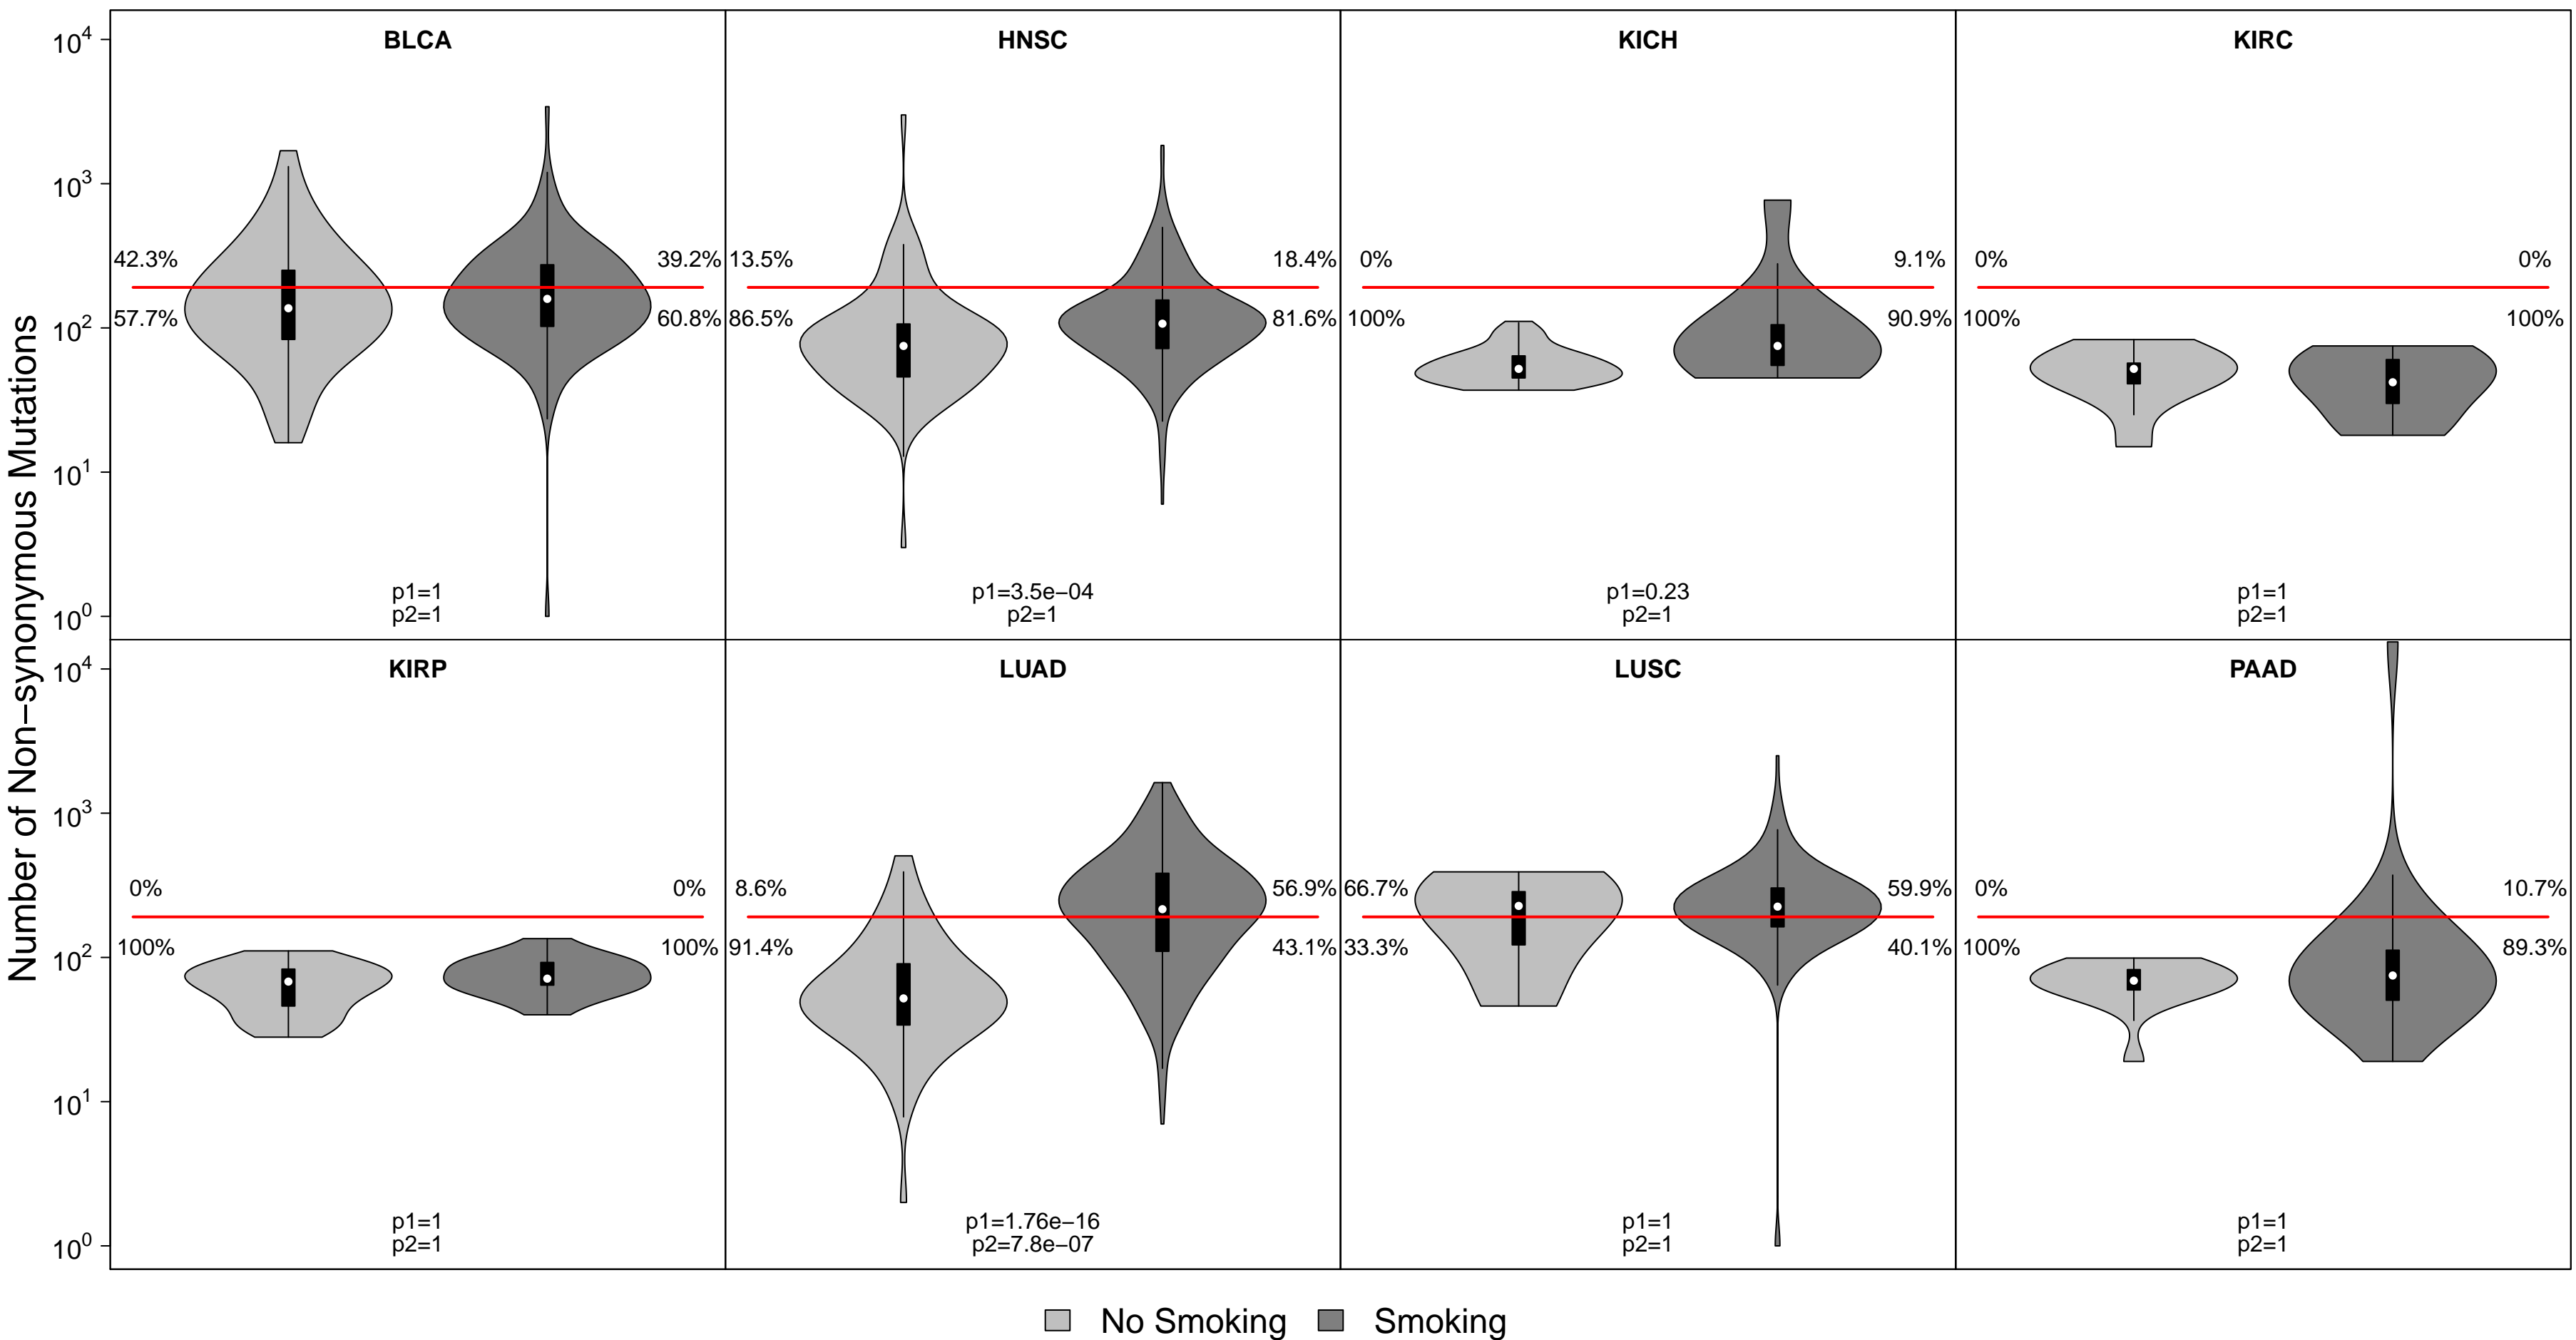 Number of Non−synonymous Mutations
BLCA HNSC KICH KIRC
10^4
10^3
10^2
10^1
10^0
42.3% 39.2% 13.5% 18.4% 0% 9.1% 0% 0%
57.7% 60.8% 86.5% 81.6% 100% 90.9% 100% 100%
p1=1 p1=3.5e−04 p1=0.23 p1=1
p2=1 p2=1 p2=1 p2=1
KIRP LUAD LUSC PAAD
10^4
10^3
10^2
10^1
10^0
0% 0% 8.6% 56.9% 66.7% 59.9% 0% 10.7%
100% 100% 91.4% 43.1% 33.3% 40.1% 100% 89.3%
p1=1 p1=1.76e−16 p1=1 p1=1
p2=1 p2=7.8e−07 p2=1 p2=1
No Smoking Smoking